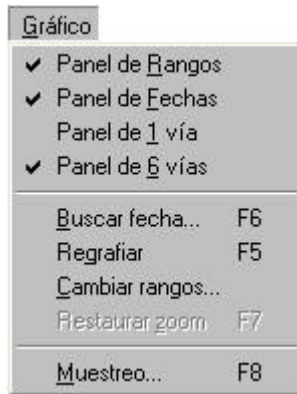 Gráfico
✔ Panel de Rangos
✔ Panel de Fechas
Panel de 1 vía
✔ Panel de 6 vías
Buscar fecha... F6
Regrafiar F5
Cambiar rangos...
Restaurar zoom F7
Muestreo... F8